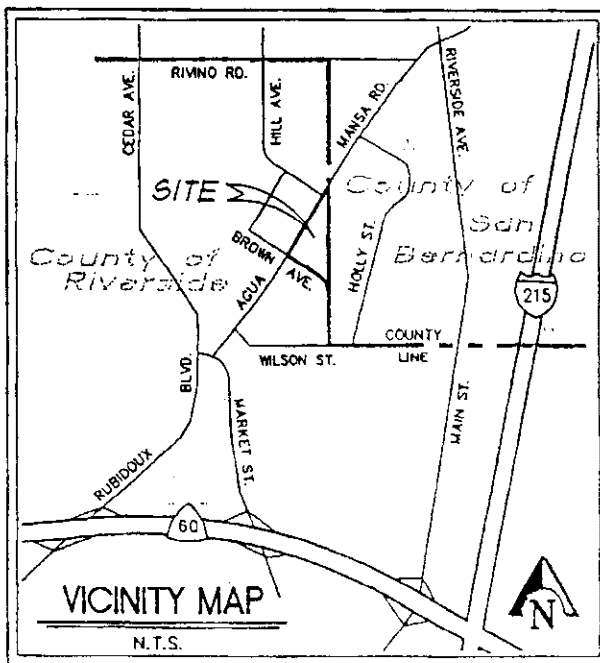 RIVINO RD.
CEDAR AVE.
HILL AVE.
MANSA RD.
RIVERSIDE AVE.
SITE
County of
San
Bernardino
County of
Riverside
BROWN AVE.
AGUA
HOLLY ST.
215
COUNTY
LINE
WILSON ST.
BLVD.
MARKET ST.
MAIN ST.
RUBIDOUX
60
VICINITY MAP
N.T.S.
N